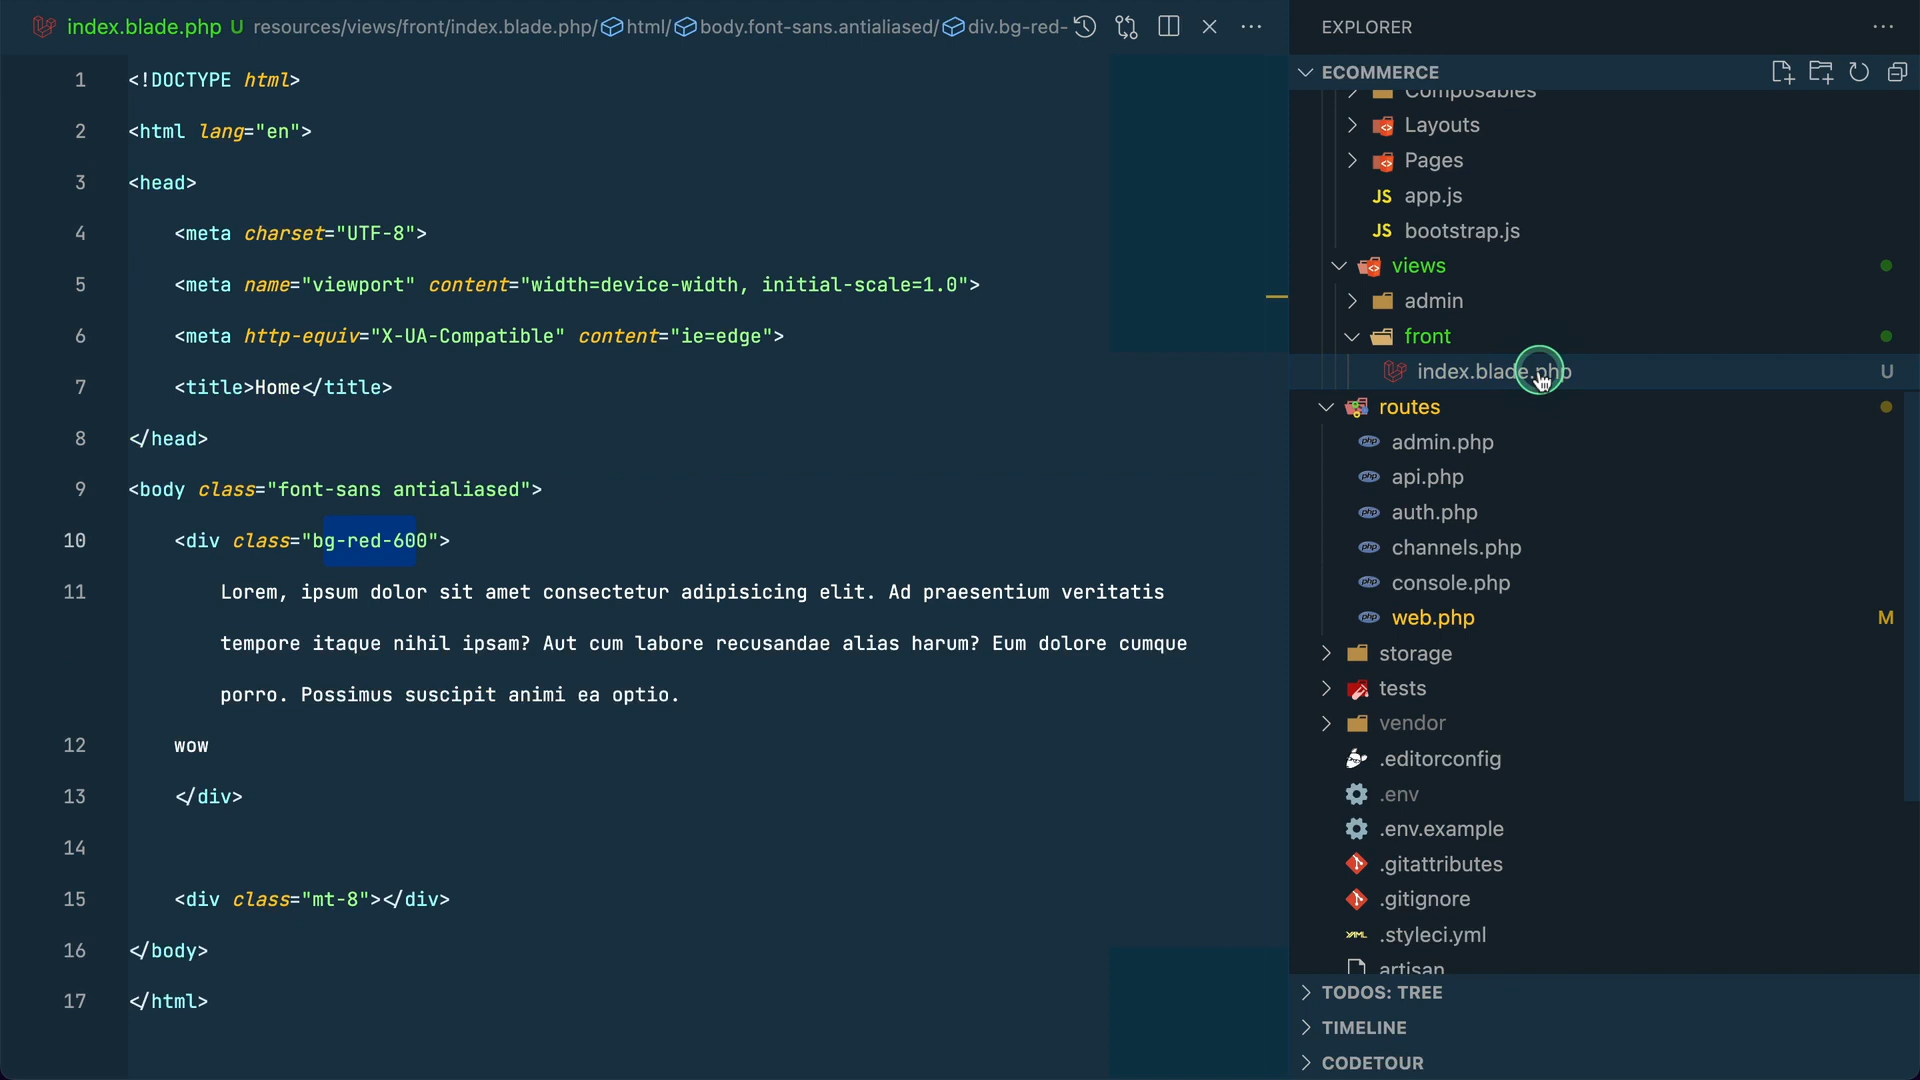 index.blade.php U resources/views/front/index.blade.php/html/body.font-sans.antialiased/div.bg-red-
1 <!DOCTYPE html>
2 <html lang="en">
3 <head>
4 <meta charset="UTF-8">
5 <meta name="viewport" content="width=device-width, initial-scale=1.0">
6 <meta http-equiv="X-UA-Compatible" content="ie=edge">
7 <title>Home</title>
8 </head>
9 <body class="font-sans antialiased">
10 <div class="bg-red-600">
11 Lorem, ipsum dolor sit amet consectetur adipisicing elit. Ad praesentium veritatis
tempore itaque nihil ipsam? Aut cum labore recusandae alias harum? Eum dolore cumque
porro. Possimus suscipit animi ea optio.
12 wow
13 </div>
14
15 <div class="mt-8"></div>
16 </body>
17 </html>
EXPLORER
ECOMMERCE
Composables
Layouts
Pages
JS app.js
JS bootstrap.js
views
admin
front
index.blade.php U
routes
php admin.php
php api.php
php auth.php
php channels.php
php console.php
php web.php M
storage
tests
vendor
.editorconfig
.env
.env.example
.gitattributes
.gitignore
YAML .styleci.yml
artisan
TODOS: TREE
TIMELINE
CODETOUR